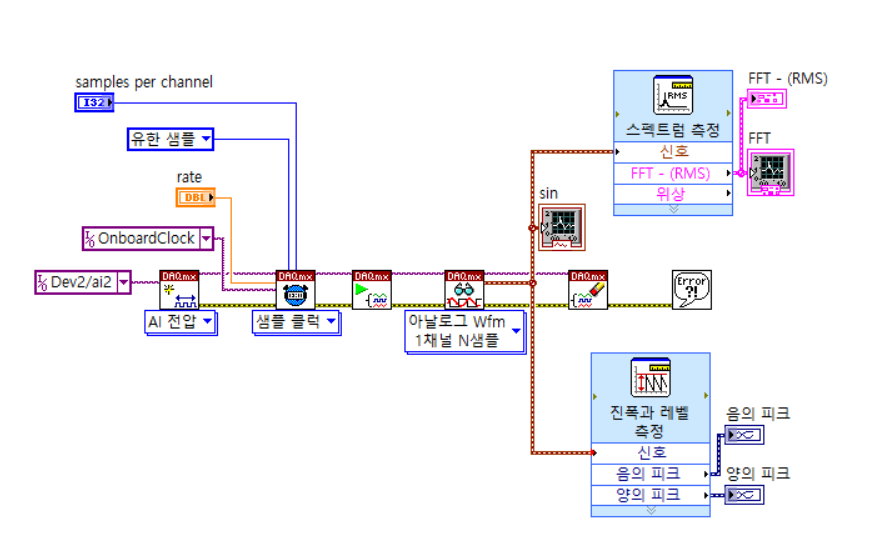 samples per channel
I32
유한 샘플
rate
DBL
OnboardClock
Dev2/ai2
DAQmx
AI 전압
DAQmx
샘플 클럭
DAQmx
DAQmx
아날로그 Wfm
1채널 N샘플
sin
DAQmx
Error
?!
RMS
스펙트럼 측정
신호
FFT - (RMS)
위상
FFT - (RMS)
FFT
진폭과 레벨
측정
신호
음의 피크
양의 피크
음의 피크
양의 피크